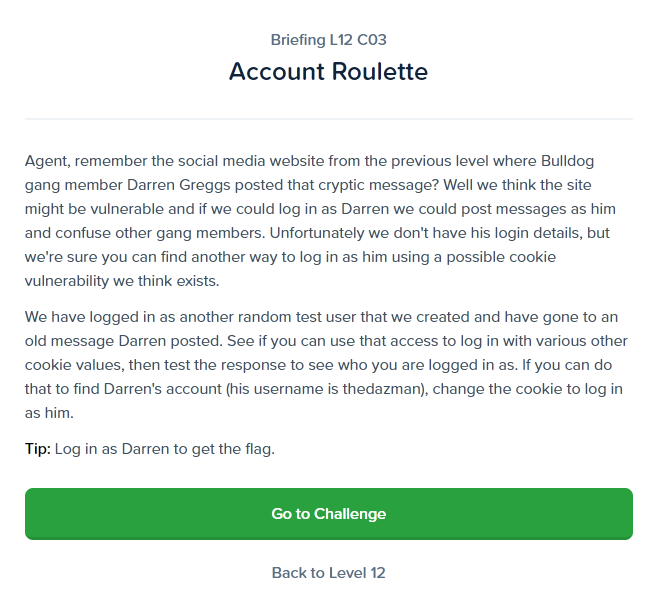 Briefing L12 C03
Account Roulette
Agent, remember the social media website from the previous level where Bulldog
gang member Darren Greggs posted that cryptic message? Well we think the site
might be vulnerable and if we could log in as Darren we could post messages as him
and confuse other gang members. Unfortunately we don't have his login details, but
we're sure you can find another way to log in as him using a possible cookie
vulnerability we think exists.
We have logged in as another random test user that we created and have gone to an
old message Darren posted. See if you can use that access to log in with various other
cookie values, then test the response to see who you are logged in as. If you can do
that to find Darren's account (his username is thedazman), change the cookie to log in
as him.
Tip: Log in as Darren to get the flag.
Go to Challenge
Back to Level 12